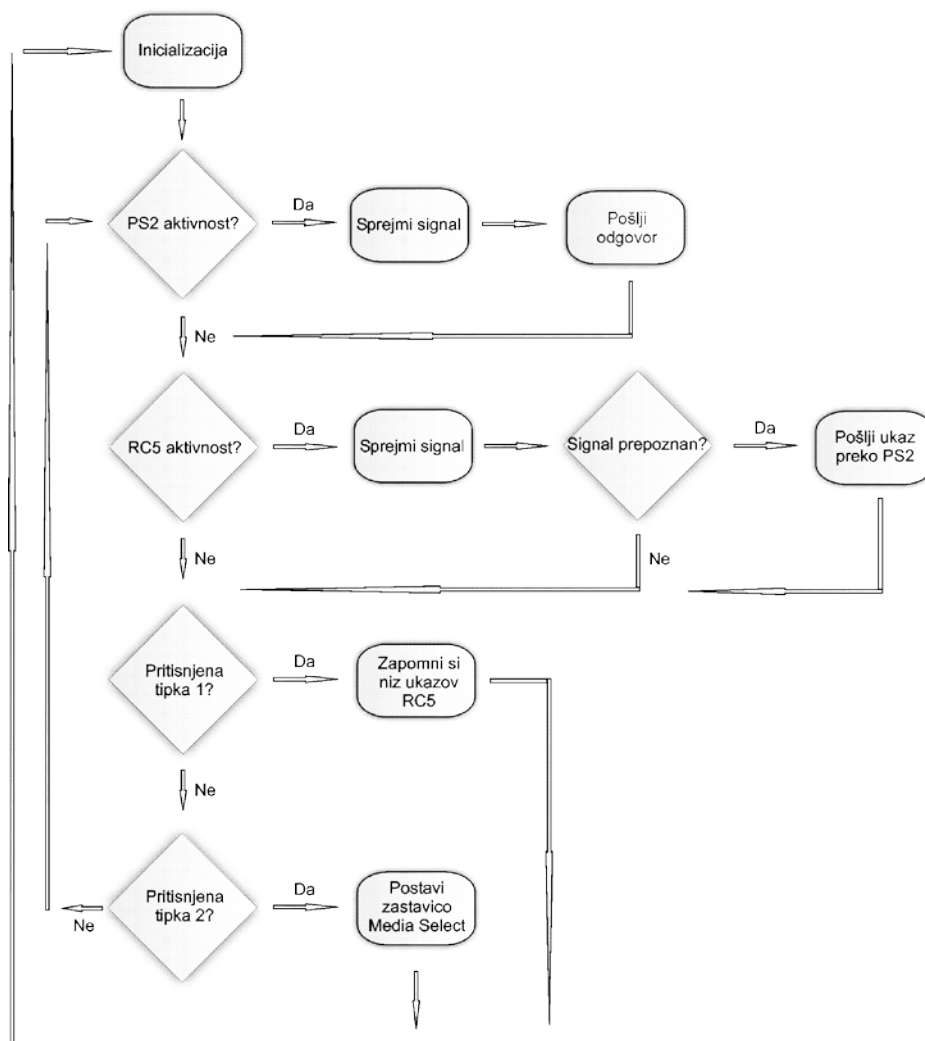 Inicializacija
PS2 aktivnost?
Da
Sprejmi signal
Pošlji
odgovor
Ne
RC5 aktivnost?
Da
Sprejmi signal
Signal prepoznan?
Da
Pošlji ukaz
preko PS2
Ne
Ne
Pritisnjena
tipka 1?
Da
Zapomni si
niz ukazov
RC5
Ne
Pritisnjena
tipka 2?
Da
Postavi
zastavico
Media Select
Ne